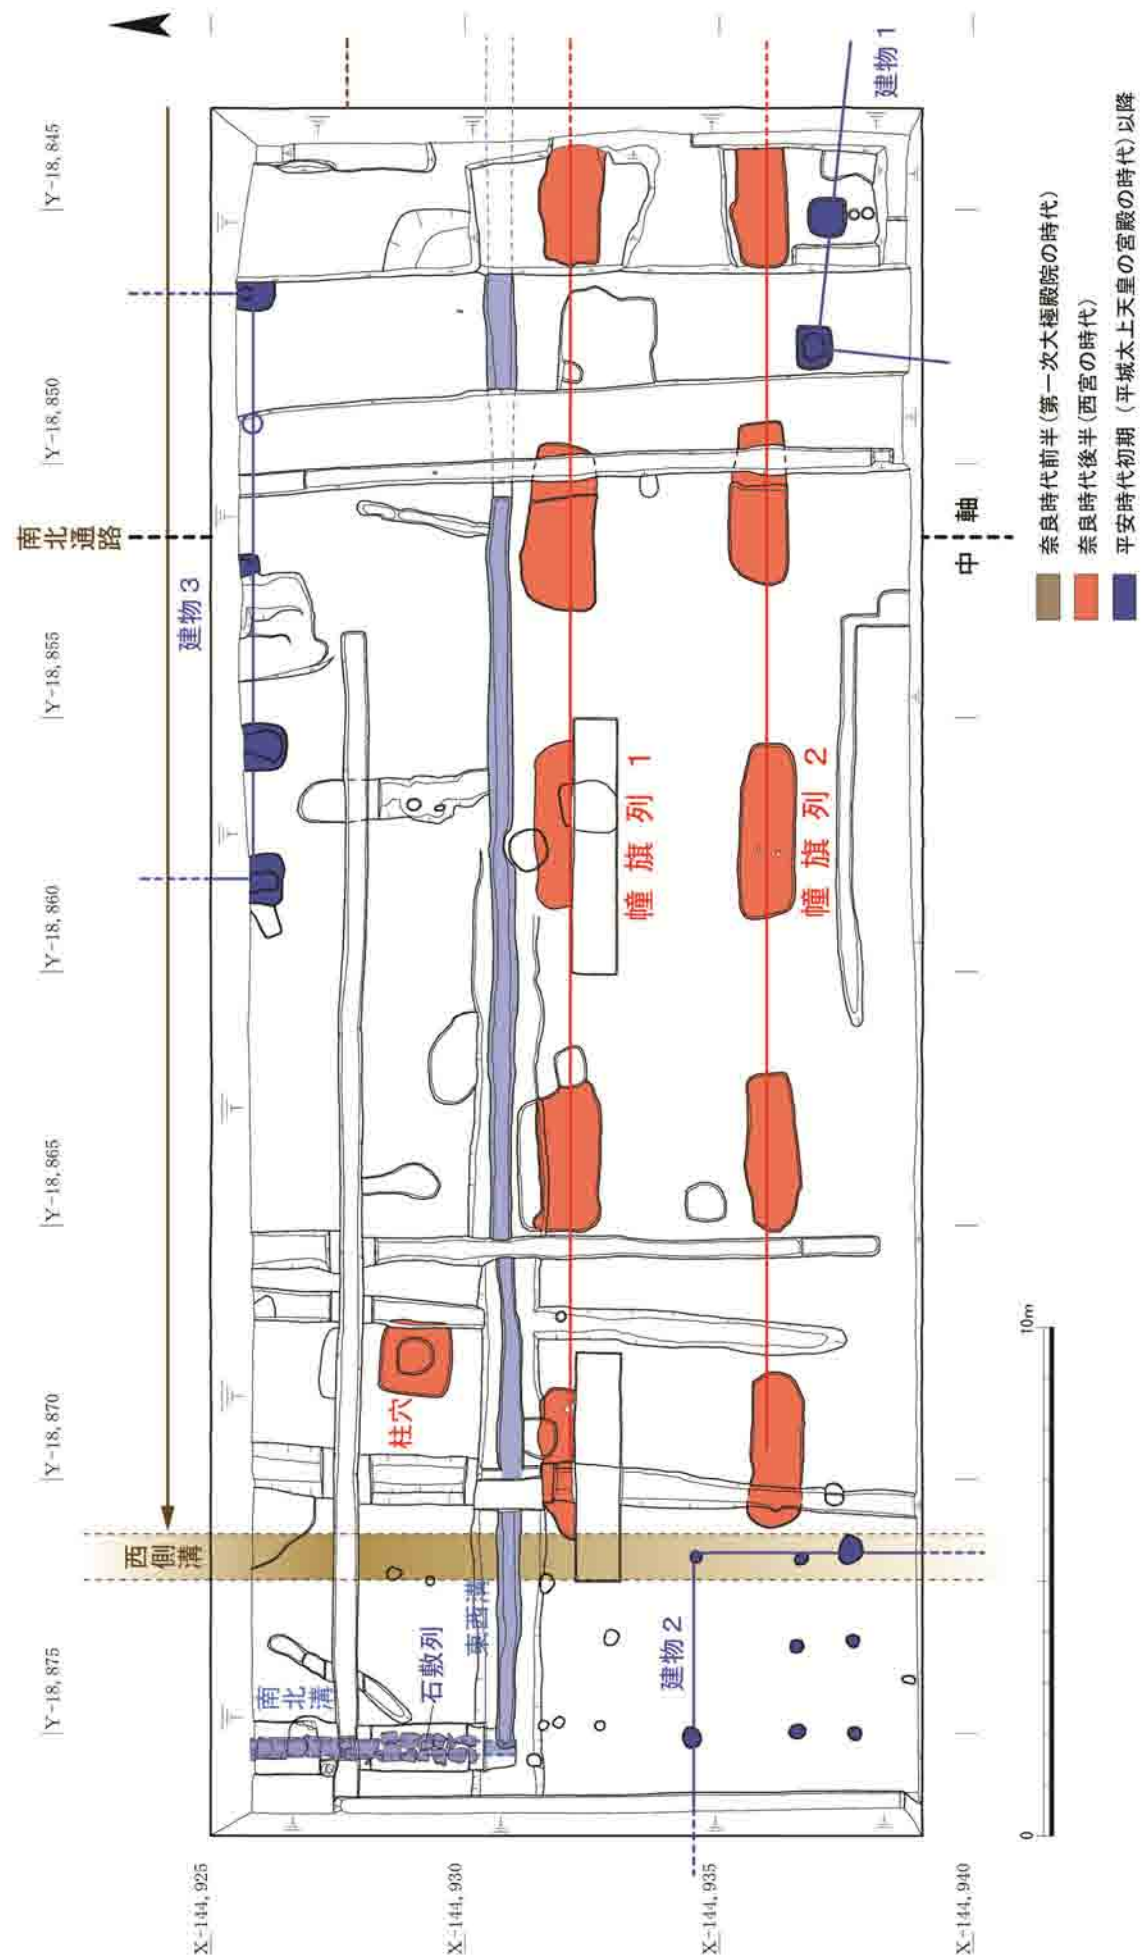 Y-18,845
Y-18,850
Y-18,855
Y-18,860
Y-18,865
Y-18,870
Y-18,875
X-144,925
X-144,930
X-144,935
X-144,940
南北通路
建物3
建物1
中軸
幢旗列 1
幢旗列 2
柱穴
西側溝
東西溝
石敷列
南北溝
建物2
0
10m
奈良時代前半(第一次大極殿院の時代)
奈良時代後半(西宮の時代)
平安時代初期(平城太上天皇の宮殿の時代)以降